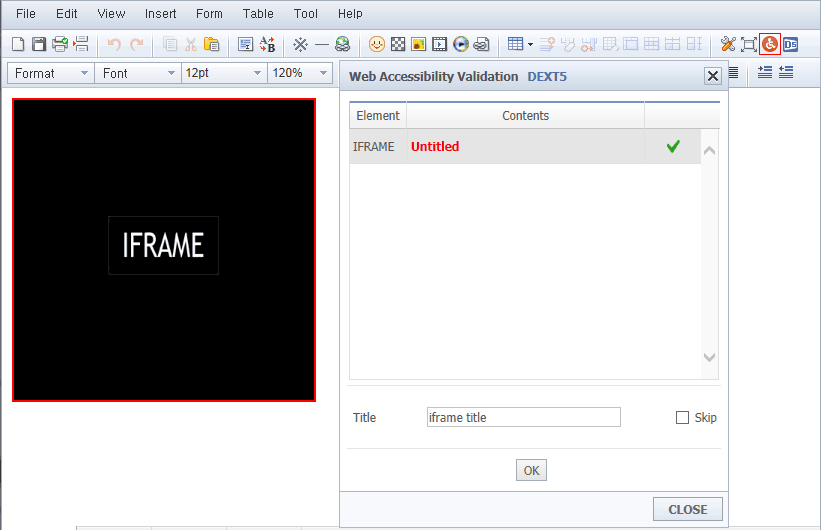 File Edit View Insert Form Table Tool Help
Format Font 12pt 120%
Web Accessibility Validation DEXT5
Element Contents
IFRAME Untitled
IFRAME
Title iframe title Skip
OK
CLOSE